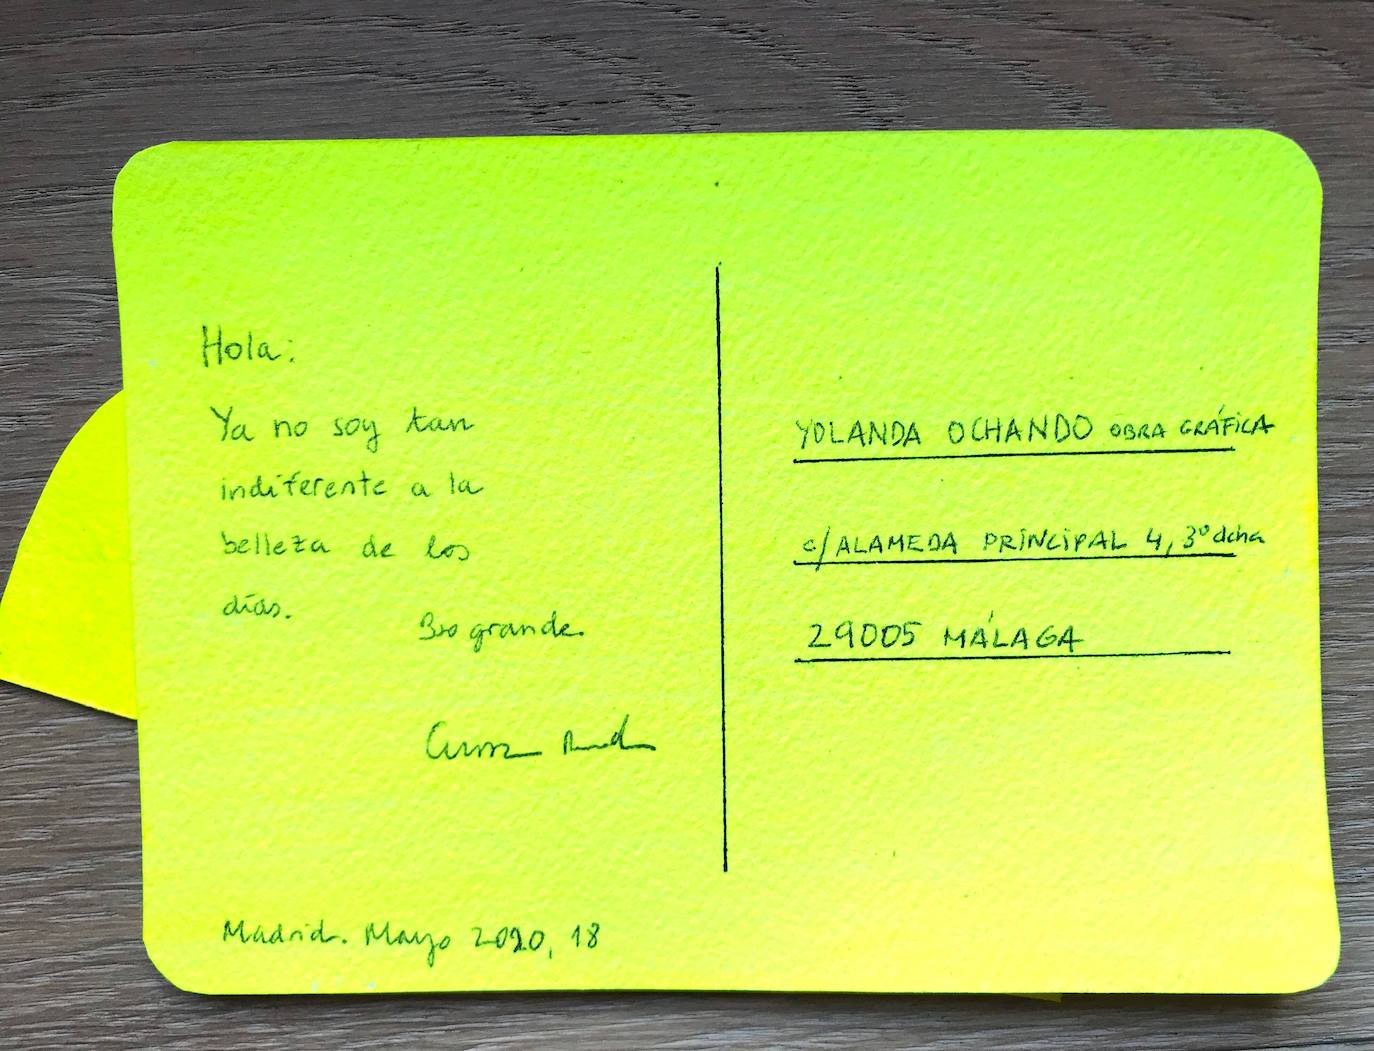 Hola:
Ya no soy tan
indiferente a la
belleza de los
días.
Bso grande.
Madrid. Mayo 2020, 18
YOLANDA OCHANDO OBRA GRÁFICA
c/ALAMEDA PRINCIPAL 4, 3º dcha
29005 MÁLAGA